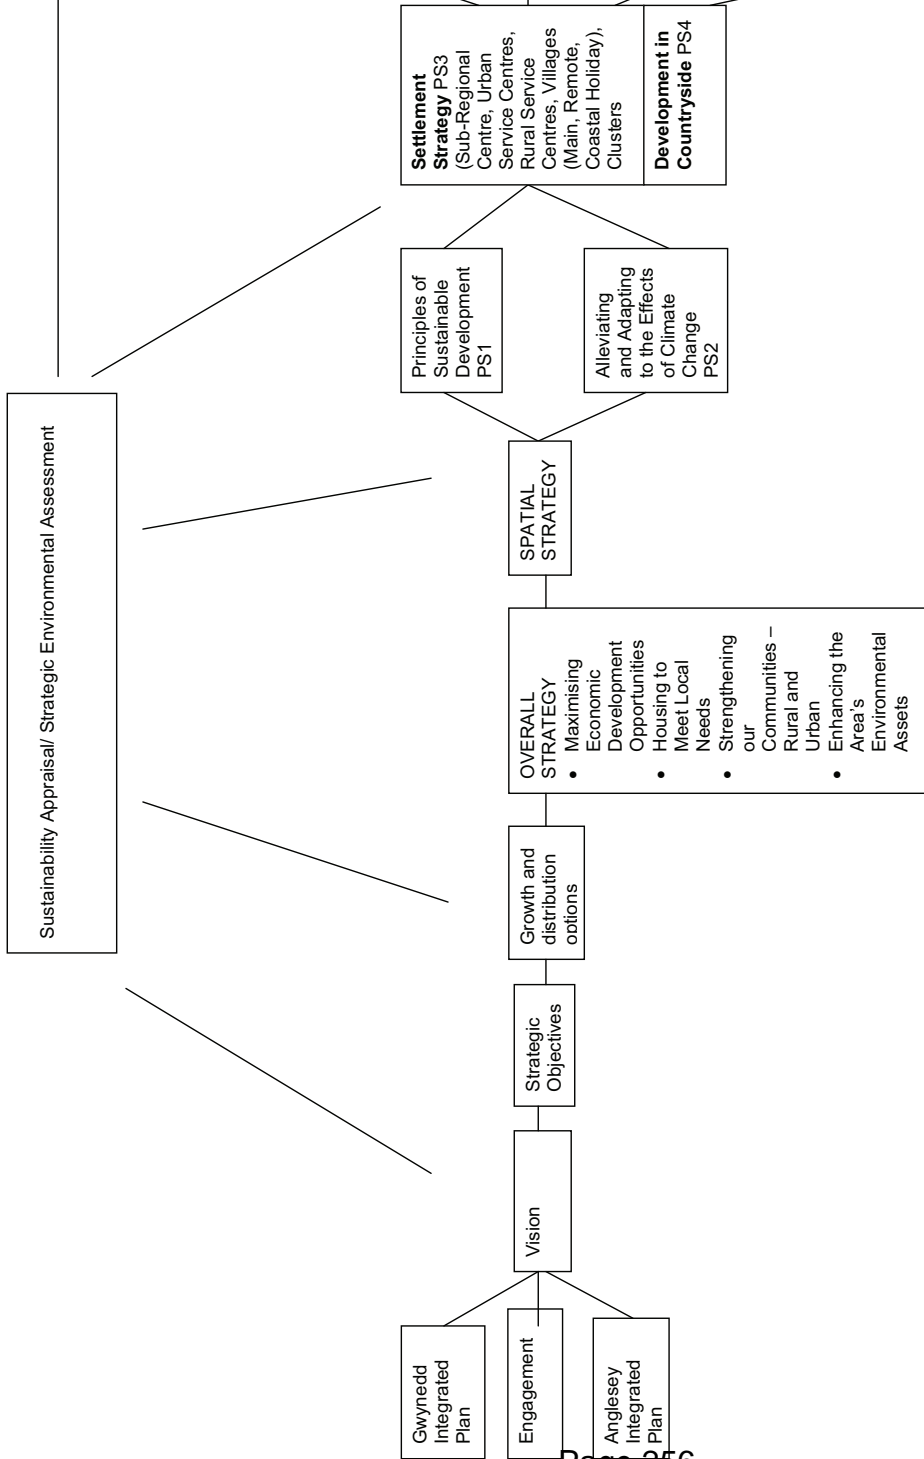 Sustainability Appraisal/ Strategic Environmental Assessment
Gwynedd
Integrated
Plan
Engagement
Anglesey
Integrated
Plan
Vision
Strategic
Objectives
Growth and
distribution
options
OVERALL
STRATEGY
• Maximising
Economic
Development
Opportunities
• Housing to
Meet Local
Needs
• Strengthening
our
Communities –
Rural and
Urban
• Enhancing the
Area's
Environmental
Assets
SPATIAL
STRATEGY
Principles of
Sustainable
Development
PS1
Alleviating
and Adapting
to the Effects
of Climate
Change
PS2
Settlement
Strategy PS3
(Sub-Regional
Centre, Urban
Service Centres,
Rural Service
Centres, Villages
(Main, Remote,
Coastal Holiday),
Clusters
Development in
Countryside PS4
Page 256